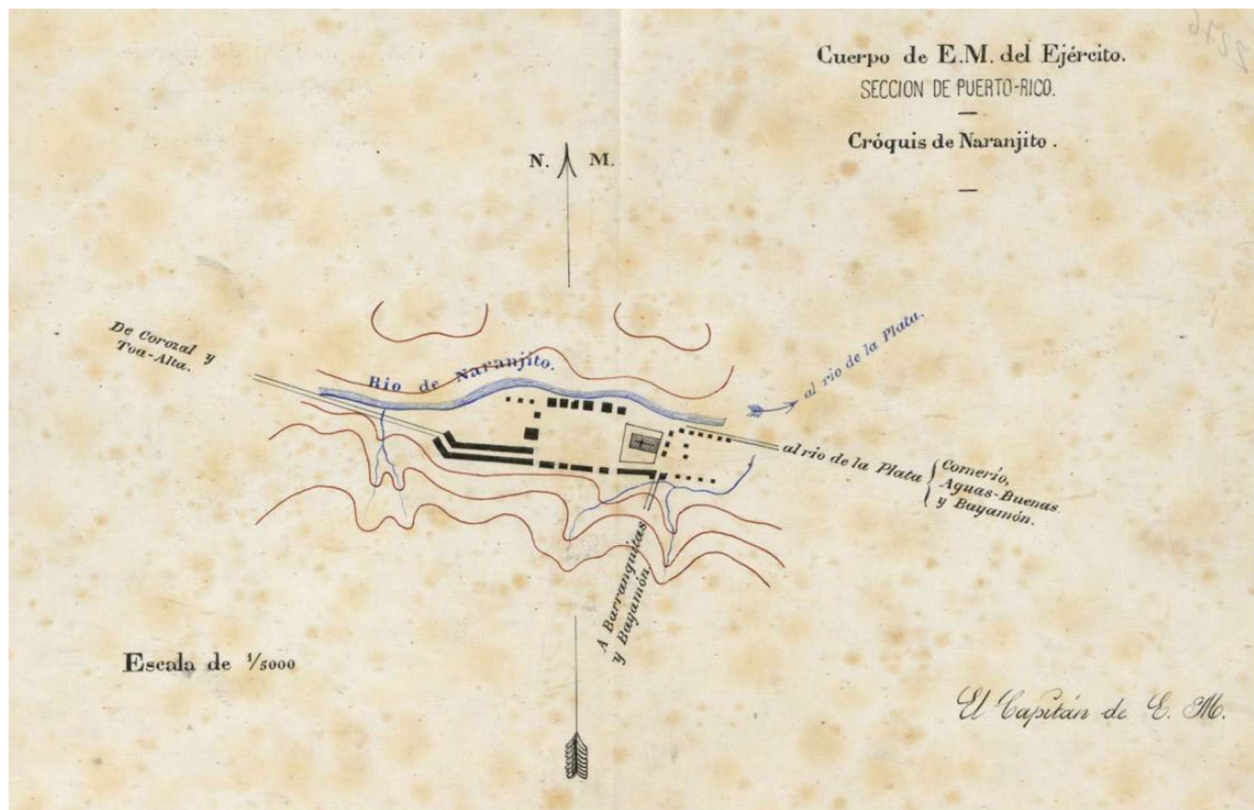 2276
Cuerpo de E.M. del Ejército.
SECCION DE PUERTO-RICO.
Cróquis de Naranjito.
N. M.
De Corozal y
Toa-Alta.
Rio de Naranjito.
al rio de la Plata.
al rio de la Plata
Comerío,
Aguas-Buenas
y Bayamón.
A Barranquitas
y Bayamón.
Escala de 1/5000
El Capitán de E. M.